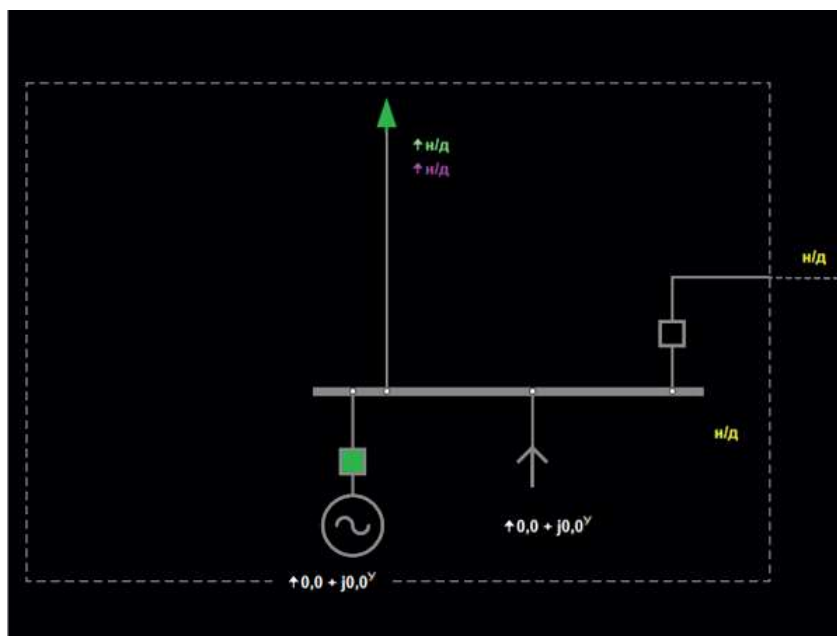 ↑н/д
↑н/д
н/д
н/д
↑0,0 + j0,0ᵞ
↑0,0 + j0,0ᵞ